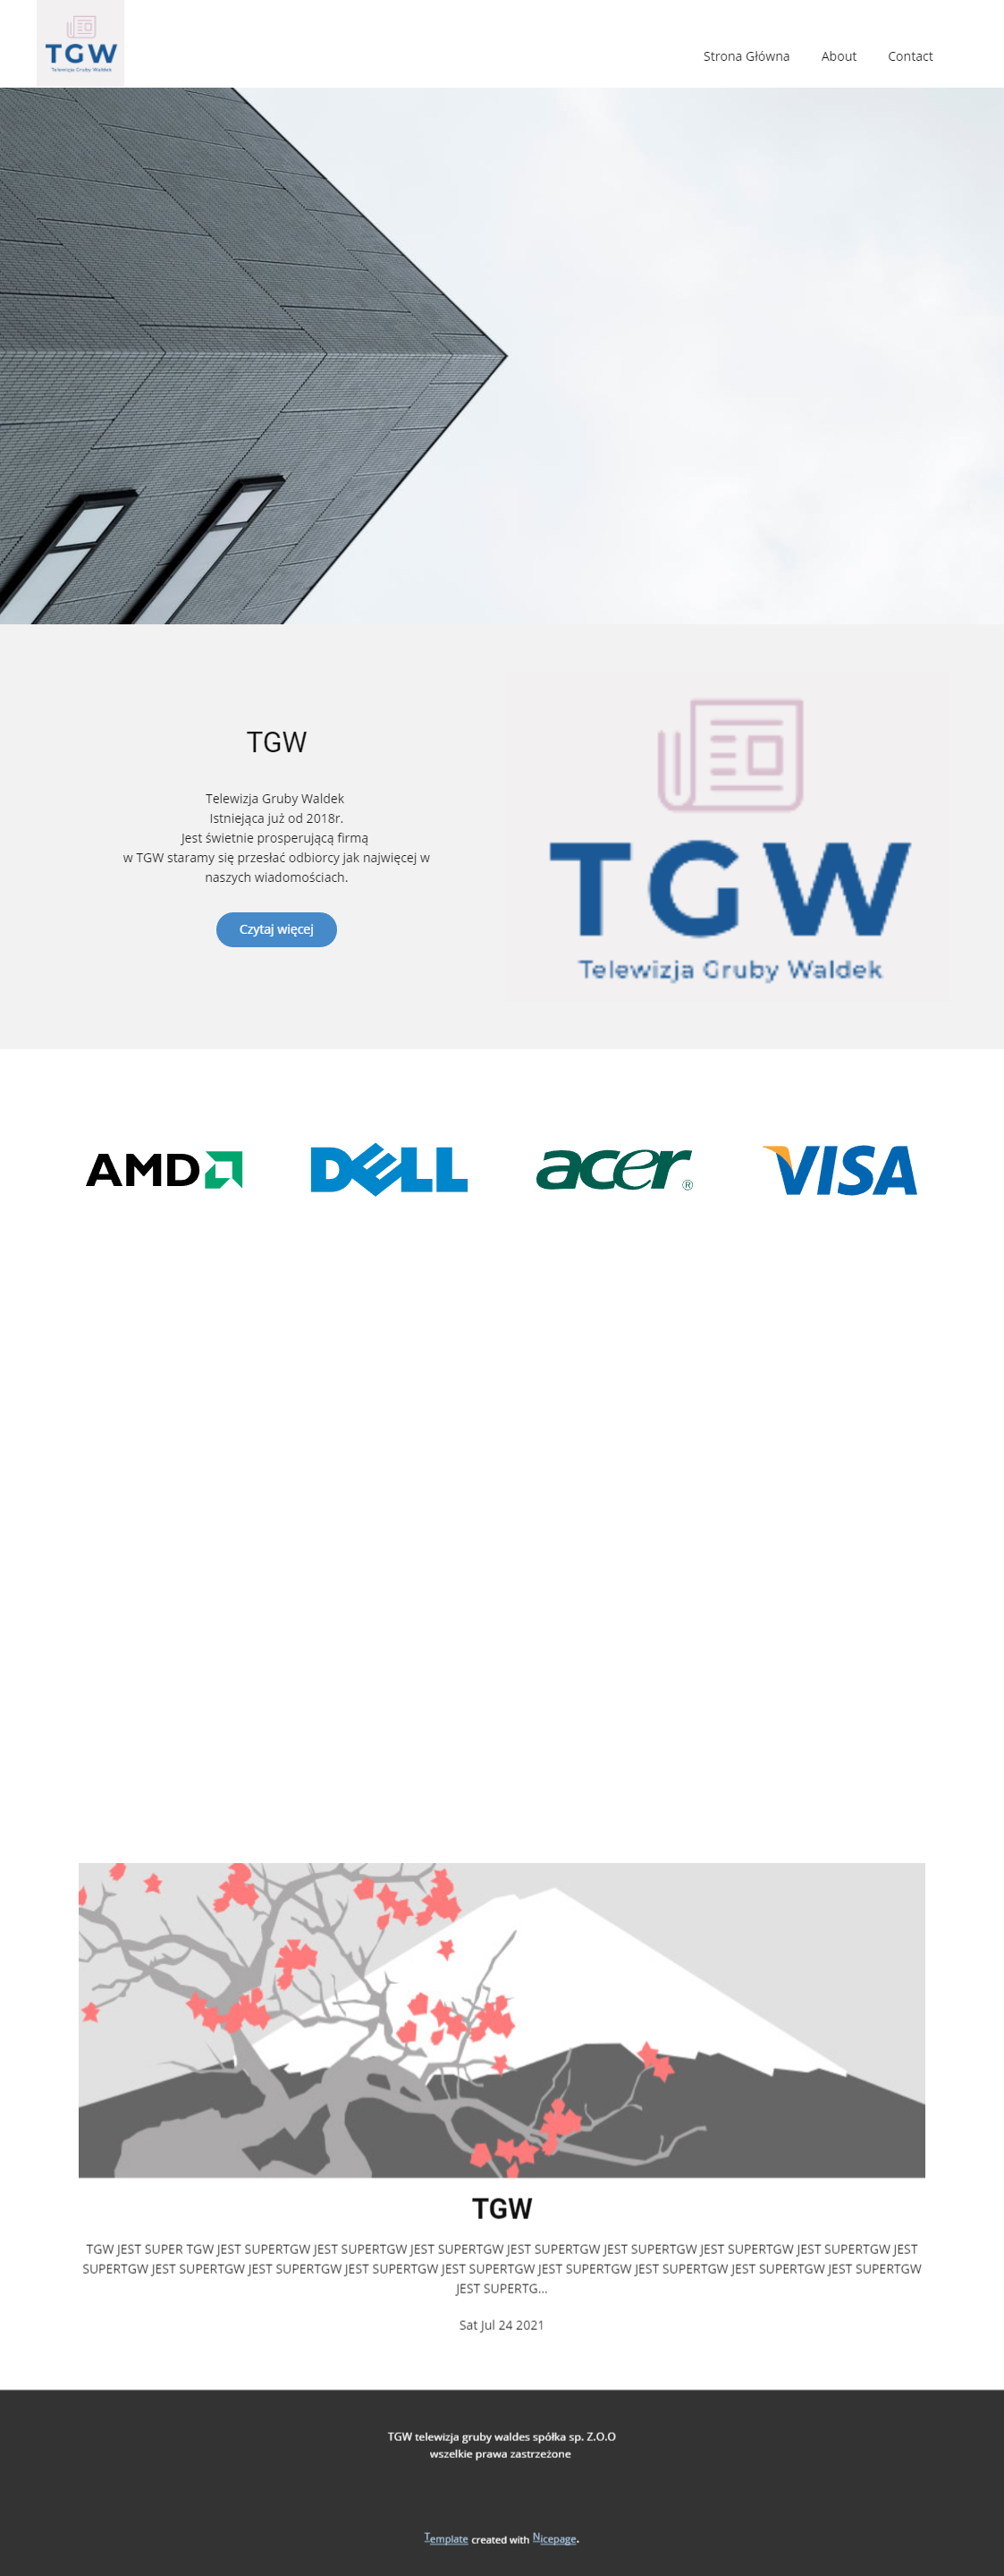 TGW
Telewizja Gruby Waldek
Strona Główna About Contact
TGW
Telewizja Gruby Waldek
Istniejąca już od 2018r.
Jest świetnie prosperującą firmą
w TGW staramy się przesłać odbiorcy jak najwięcej w
naszych wiadomościach.
Czytaj więcej
TGW
Telewizja Gruby Waldek
AMD DELL acer® VISA
TGW
TGW JEST SUPER TGW JEST SUPERTGW JEST SUPERTGW JEST SUPERTGW JEST SUPERTGW JEST SUPERTGW JEST SUPERTGW JEST SUPERTGW JEST
SUPERTGW JEST SUPERTGW JEST SUPERTGW JEST SUPERTGW JEST SUPERTGW JEST SUPERTGW JEST SUPERTGW JEST SUPERTGW JEST SUPERTGW
JEST SUPERTG...
Sat Jul 24 2021
TGW telewizja gruby waldes spółka sp. Z.O.O
wszelkie prawa zastrzeżone
Template created with Nicepage.